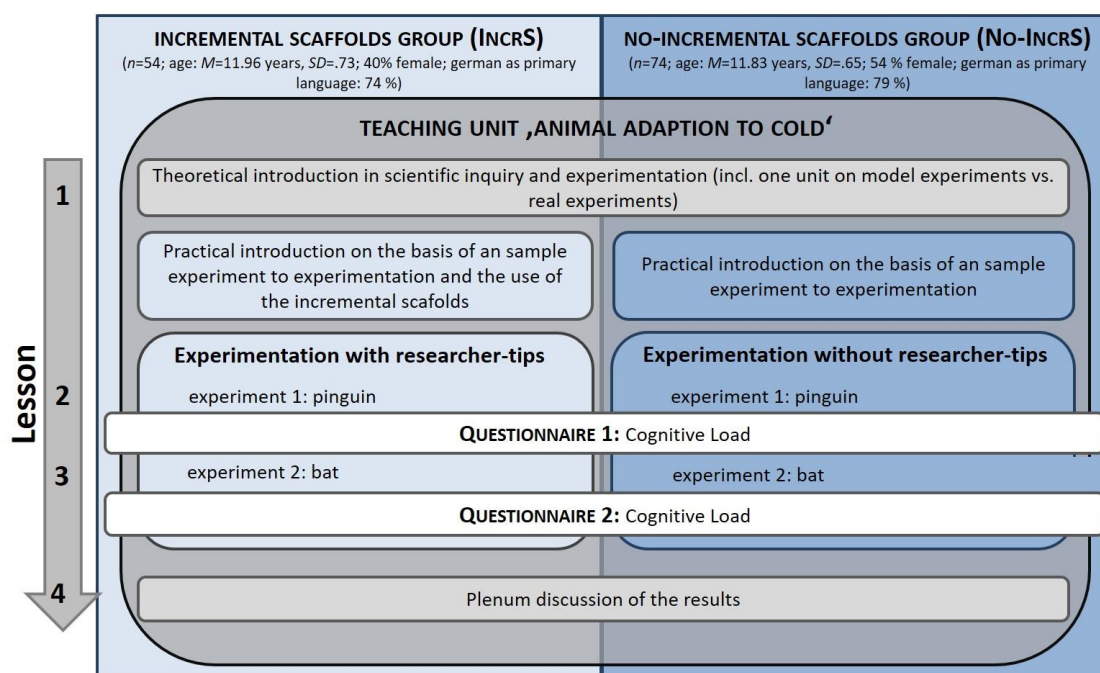 INCREMENTAL SCAFFOLDS GROUP (INCRS)
(n=54; age: M=11.96 years, SD=.73; 40% female; german as primary
language: 74 %)
NO-INCREMENTAL SCAFFOLDS GROUP (NO-INCRS)
(n=74; age: M=11.83 years, SD=.65; 54 % female; german as primary
language: 79 %)
TEACHING UNIT ‚ANIMAL ADAPTION TO COLD‘
Lesson
1
Theoretical introduction in scientific inquiry and experimentation (incl. one unit on model experiments vs.
real experiments)
Practical introduction on the basis of an sample
experiment to experimentation and the use of
the incremental scafolds
Practical introduction on the basis of an sample
experiment to experimentation
Experimentation with researcher-tips
Experimentation without researcher-tips
2
experiment 1: pinguin
experiment 1: pinguin
QUESTIONNAIRE 1: Cognitive Load
3
experiment 2: bat
experiment 2: bat
QUESTIONNAIRE 2: Cognitive Load
4
Plenum discussion of the results